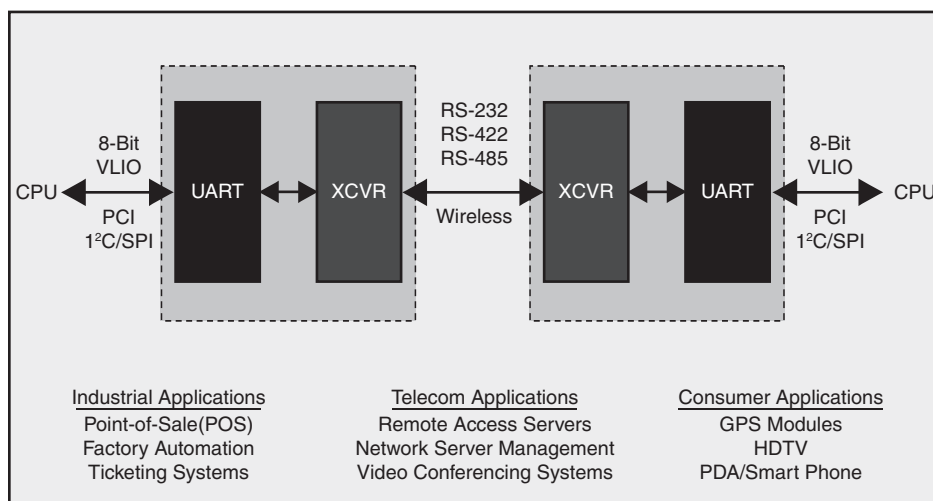 RS-232
RS-422
RS-485
8-Bit
VLIO
8-Bit
VLIO
CPU
UART
XCVR
XCVR
UART
CPU
PCI
1²C/SPI
Wireless
PCI
1²C/SPI
Industrial Applications
Point-of-Sale(POS)
Factory Automation
Ticketing Systems
Telecom Applications
Remote Access Servers
Network Server Management
Video Conferencing Systems
Consumer Applications
GPS Modules
HDTV
PDA/Smart Phone